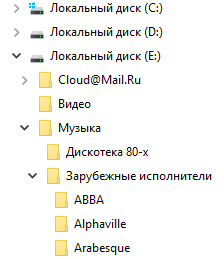 Локальный диск (C:)
Локальный диск (D:)
Локальный диск (E:)
Cloud@Mail.Ru
Видео
Музыка
Дискотека 80-х
Зарубежные исполнители
ABBA
Alphaville
Arabesque